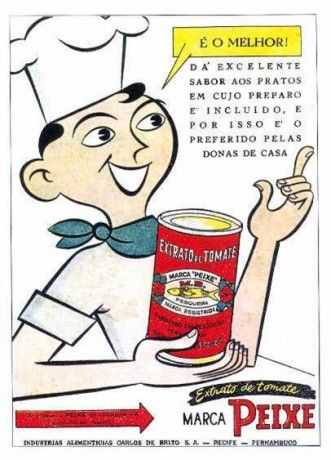 É O MELHOR!
DÁ EXCELENTE
SABOR AOS PRATOS
EM CUJO PREPARO
É INCLUIDO, E
POR ISSO É O
PREFERIDO PELAS
DONAS DE CASA
EXTRATO DE TOMATE
MARCA "PEIXE"
PESQUEIRA
MARCA REGISTRADA
Extrato de tomate
MARCA PEIXE
INDUSTRIAS ALIMENTICIAS CARLOS DE BRITO S. A. — RECIFE — PERNAMBUCO